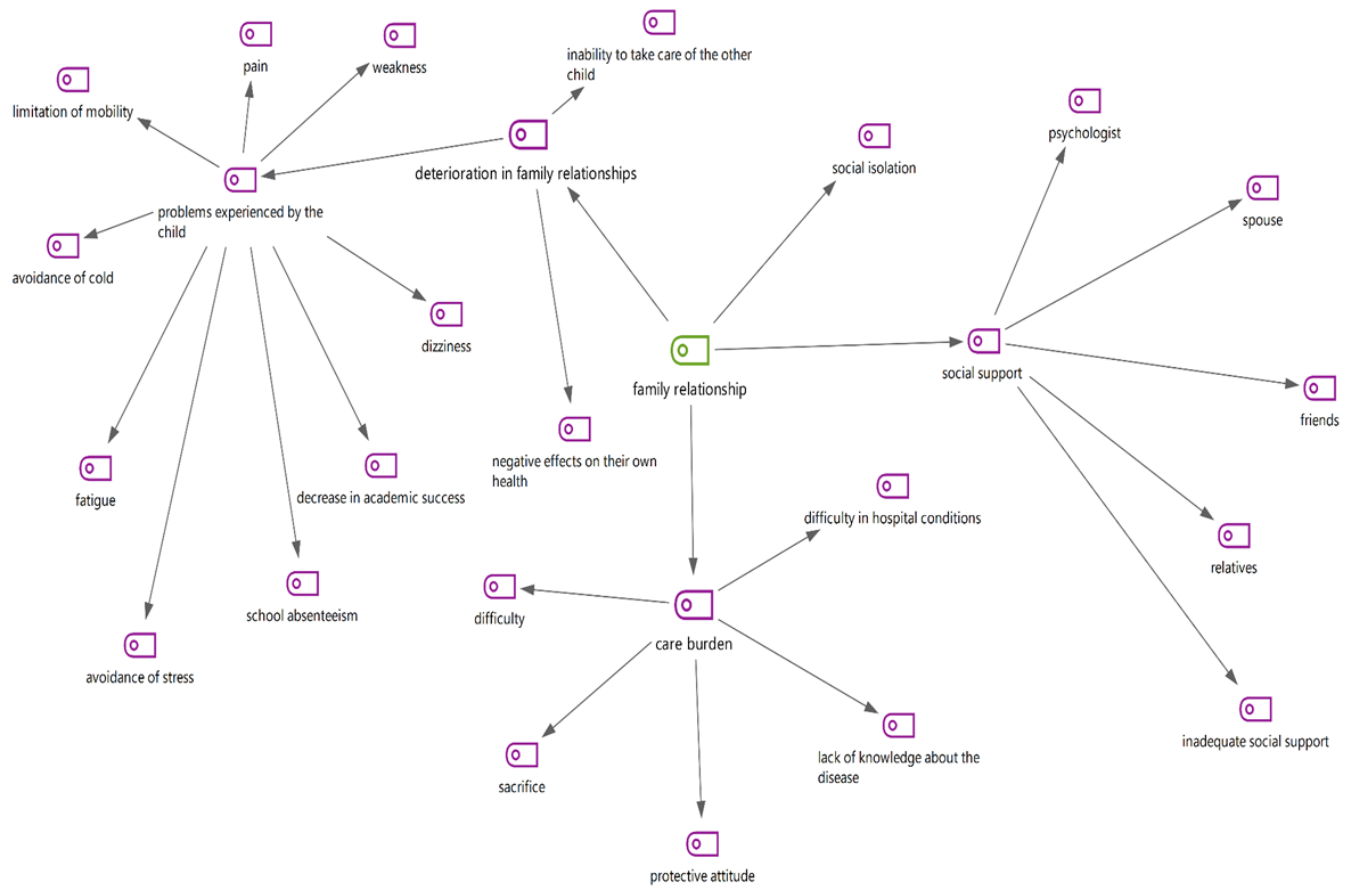 pain
weakness
inability to take care of the other
child
limitation of mobility
psychologist
social isolation
deterioration in family relationships
spouse
problems experienced by the
child
avoidance of cold
dizziness
social support
family relationship
friends
negative effects on their own
health
fatigue
decrease in academic success
difficulty in hospital conditions
relatives
school absenteeism
difficulty
care burden
avoidance of stress
inadequate social support
lack of knowledge about the
disease
sacrifice
protective attitude